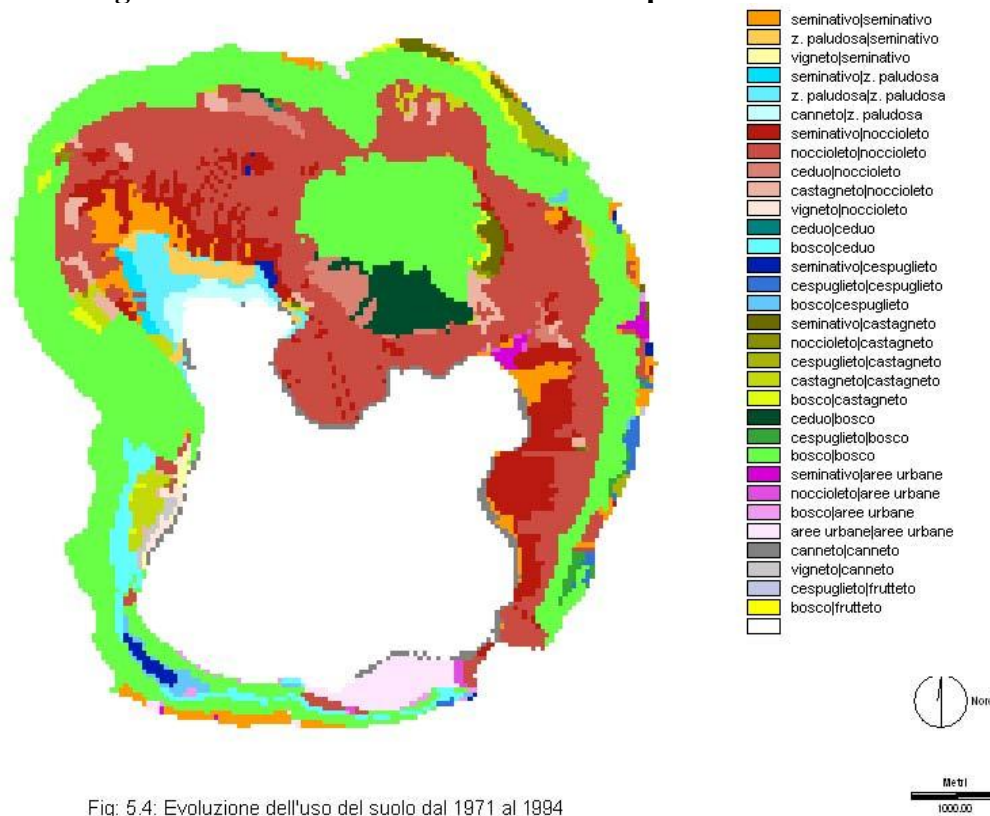 seminativo|seminativo
z. paludosa|seminativo
vigneto|seminativo
seminativo|z. paludosa
z. paludosa|z. paludosa
canneto|z. paludosa
seminativo|noccioleto
noccioleto|noccioleto
ceduo|noccioleto
castagneto|noccioleto
vigneto|noccioleto
ceduo|ceduo
bosco|ceduo
seminativo|cespuglieto
cespuglieto|cespuglieto
bosco|cespuglieto
seminativo|castagneto
noccioleto|castagneto
cespuglieto|castagneto
castagneto|castagneto
bosco|castagneto
ceduo|bosco
cespuglieto|bosco
bosco|bosco
seminativo|aree urbane
noccioleto|aree urbane
bosco|aree urbane
aree urbane|aree urbane
canneto|canneto
vigneto|canneto
cespuglieto|frutteto
bosco|frutteto
Metri
1000.00
Fig: 5.4: Evoluzione dell'uso del suolo dal 1971 al 1994